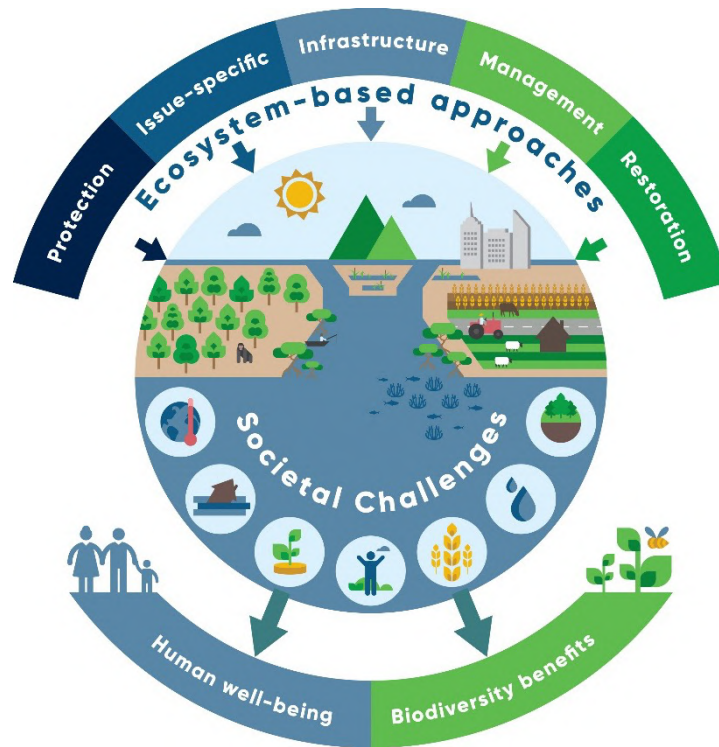 Protection
Issue-specific
Infrastructure
Management
Restoration
Ecosystem-based approaches
Societal Challenges
Human well-being
Biodiversity benefits